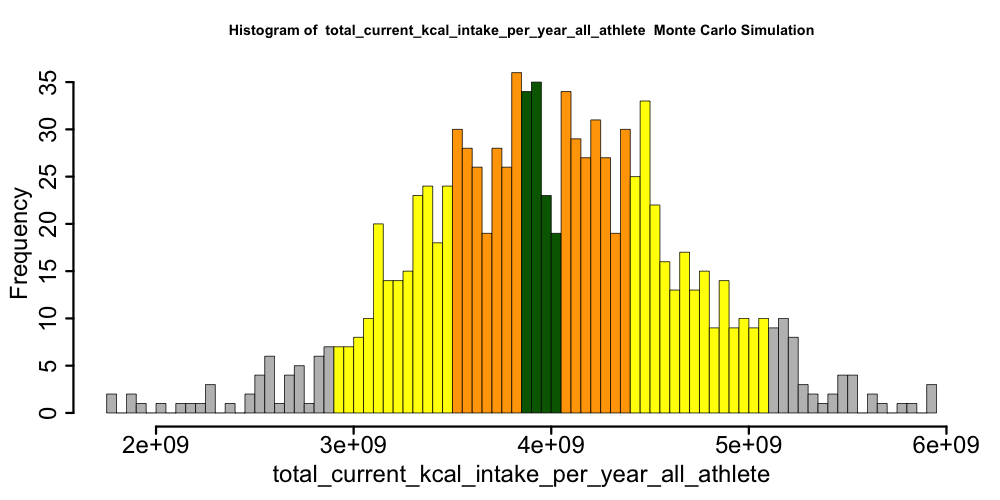 Histogram of  total_current_kcal_intake_per_year_all_athlete  Monte Carlo Simulation
Frequency
35
30
25
20
15
10
5
0
2e+09 3e+09 4e+09 5e+09 6e+09
total_current_kcal_intake_per_year_all_athlete